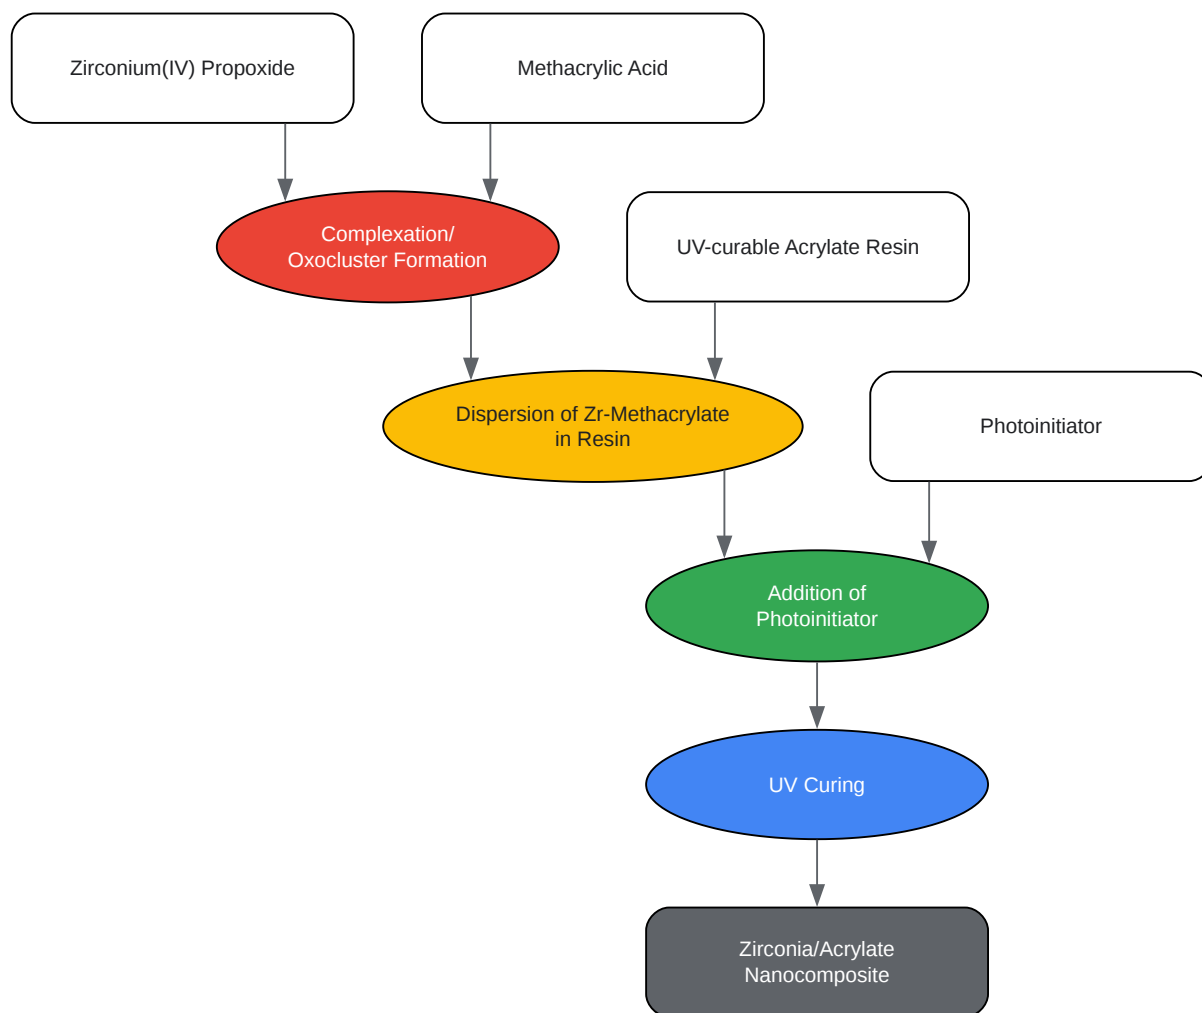 Zirconium(IV) Propoxide
Methacrylic Acid
Complexation/
Oxocluster Formation
UV-curable Acrylate Resin
Dispersion of Zr-Methacrylate
in Resin
Photoinitiator
Addition of
Photoinitiator
UV Curing
Zirconia/Acrylate
Nanocomposite